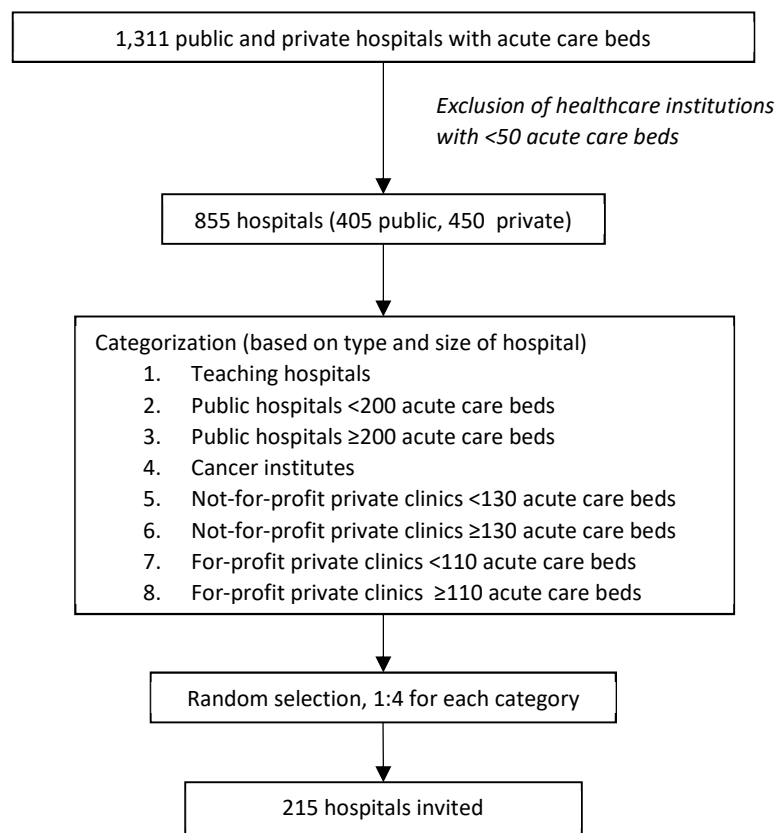 1,311 public and private hospitals with acute care beds
Exclusion of healthcare institutions
with <50 acute care beds
855 hospitals (405 public, 450  private)
Categorization (based on type and size of hospital)
1. Teaching hospitals
2. Public hospitals <200 acute care beds
3. Public hospitals ≥200 acute care beds
4. Cancer institutes
5. Not-for-profit private clinics <130 acute care beds
6. Not-for-profit private clinics ≥130 acute care beds
7. For-profit private clinics <110 acute care beds
8. For-profit private clinics  ≥110 acute care beds
Random selection, 1:4 for each category
215 hospitals invited